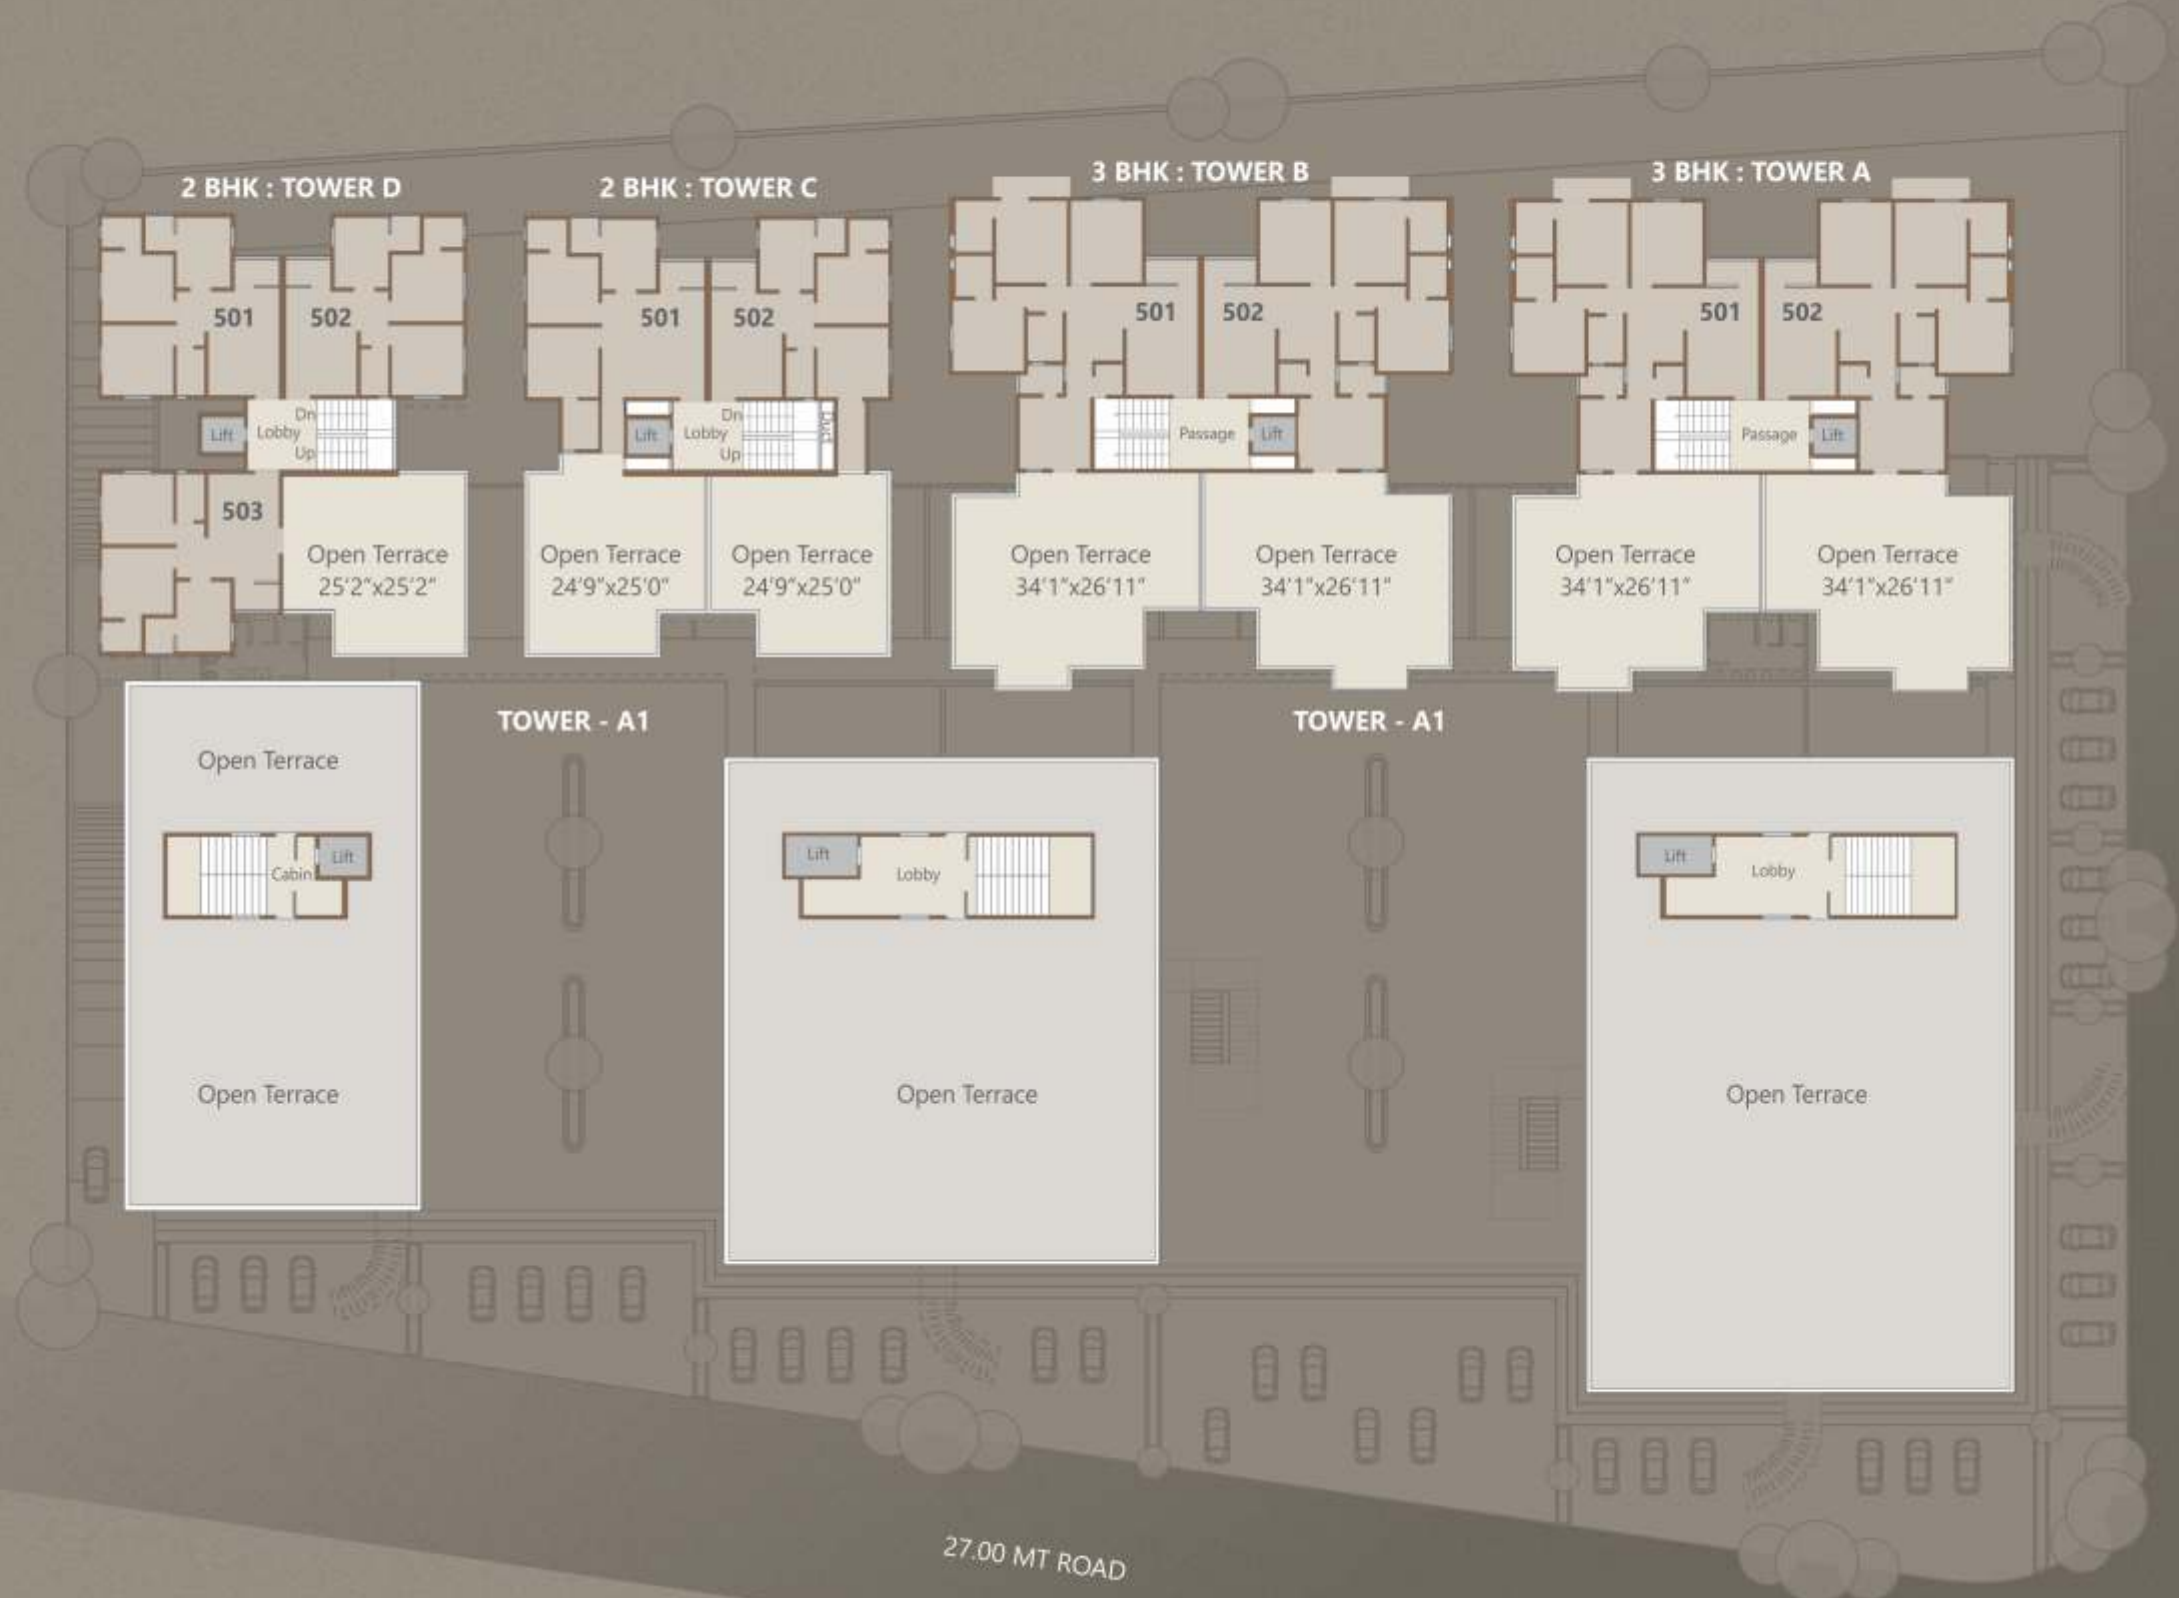 2 BHK : TOWER D
2 BHK : TOWER C
3 BHK : TOWER B
3 BHK : TOWER A
501
502
501
502
501
502
501
502
Lift
Lobby
Dn
Up
Lift
Lobby
Dn
Up
Duct
Passage
Lift
Passage
Lift
503
Open Terrace
25'2"x25'2"
Open Terrace
24'9"x25'0"
Open Terrace
24'9"x25'0"
Open Terrace
34'1"x26'11"
Open Terrace
34'1"x26'11"
Open Terrace
34'1"x26'11"
Open Terrace
34'1"x26'11"
TOWER - A1
TOWER - A1
Open Terrace
Cabin
Lift
Lift
Lobby
Lift
Lobby
Open Terrace
Open Terrace
Open Terrace
27.00 MT ROAD